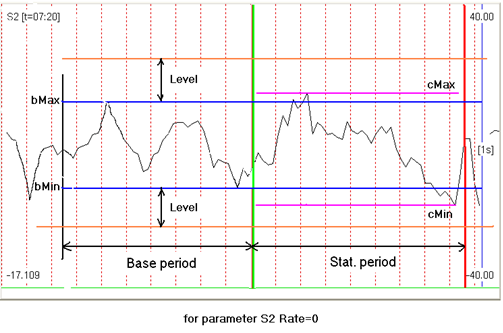 S2 [t=07:20]
40.00
Level
cMax
bMax
[1s]
bMin
Level
cMin
Base period
Stat. period
-17.109
-40.00
for parameter S2 Rate=0